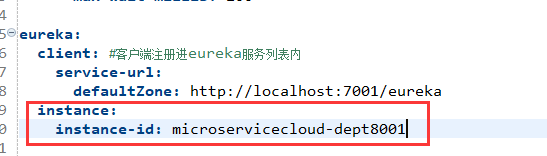 eureka:
client: #客户端注册进eureka服务列表内
service-url:
defaultZone: http://localhost:7001/eureka
instance:
instance-id: microservicecloud-dept8001